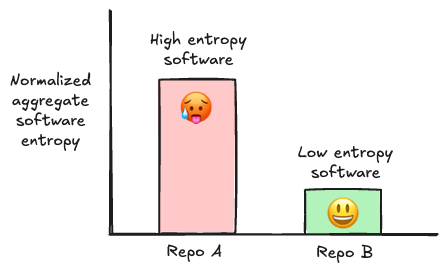 High entropy
software
Normalized
aggregate
software
entropy
Low entropy
software
Repo A
Repo B